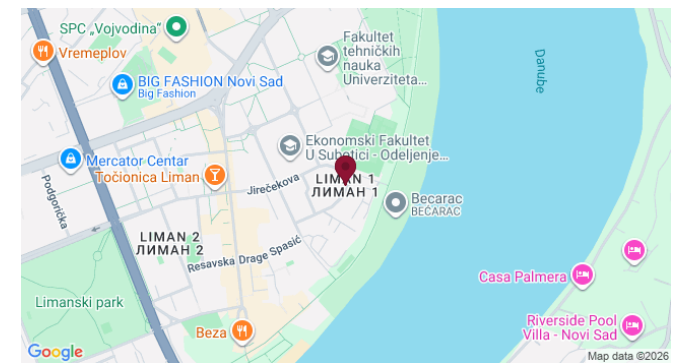 SPC „Vojvodina“
Vremeplov
Fakultet
tehničkih
nauka
Univerziteta...
Danube
BIG FASHION Novi Sad
Big Fashion
Ekonomski Fakultet
U Subotici - Odeljenje...
Mercator Centar
Točionica Liman
Podgorička
Jirečekova
LIMAN 1
ЛИМАН 1
Becarac
BEĆARAC
LIMAN 2
ЛИМАН 2
Resavska Drage Spasić
Casa Palmera
Limanski park
Riverside Pool
Villa - Novi Sad
Beza
Google
Map data ©2026